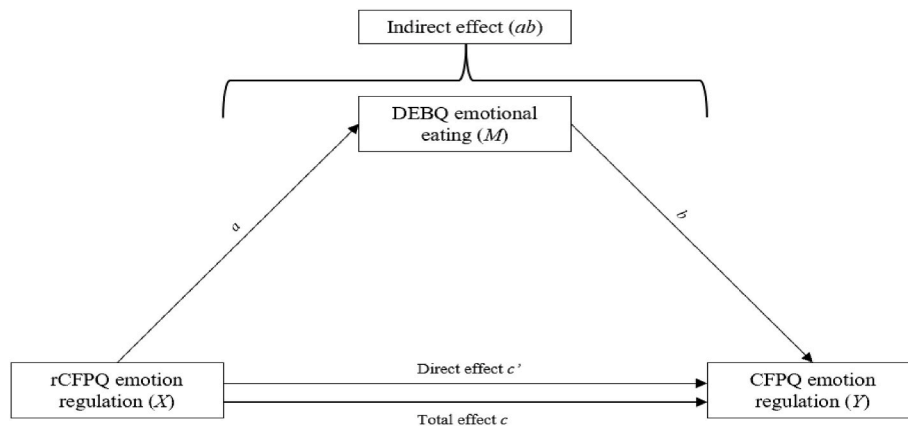 Indirect effect (ab)
DEBQ emotional
eating (M)
a
b
rCFPQ emotion
regulation (X)
Direct effect c'
Total effect c
CFPQ emotion
regulation (Y)